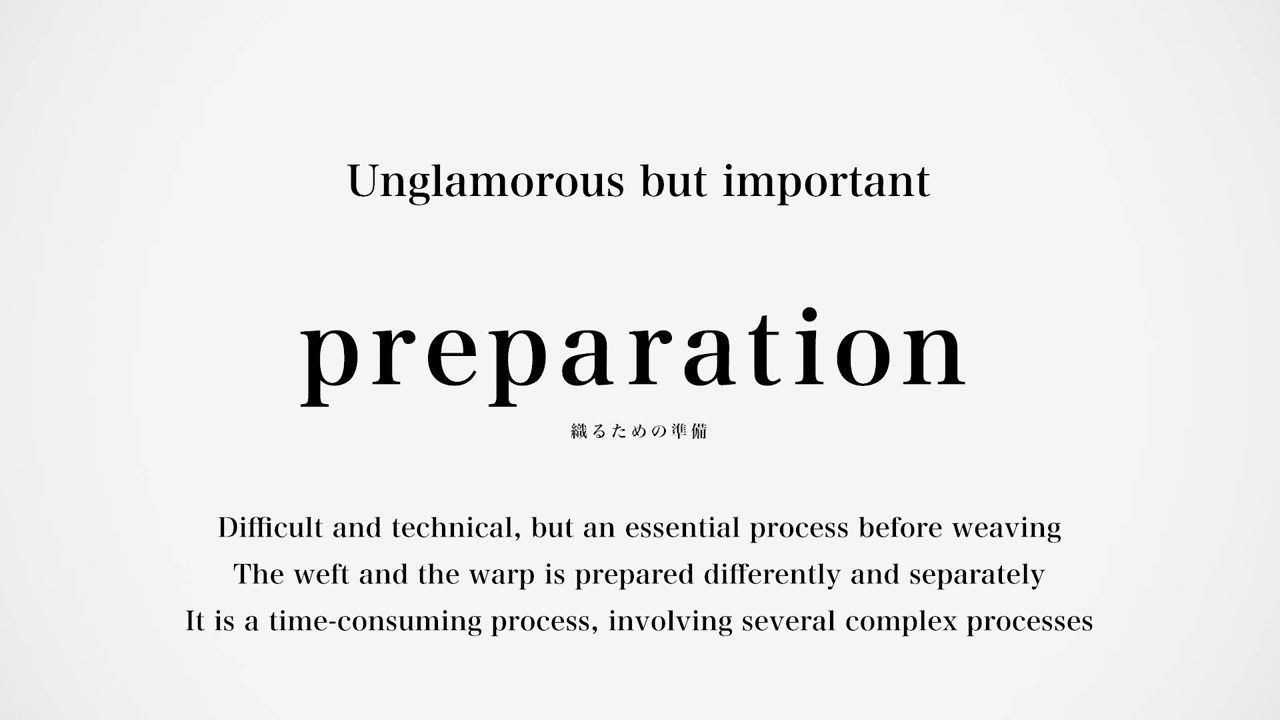 Unglamorous but important
preparation
織るための準備
Difficult and technical, but an essential process before weaving
The weft and the warp is prepared differently and separately
It is a time-consuming process, involving several complex processes